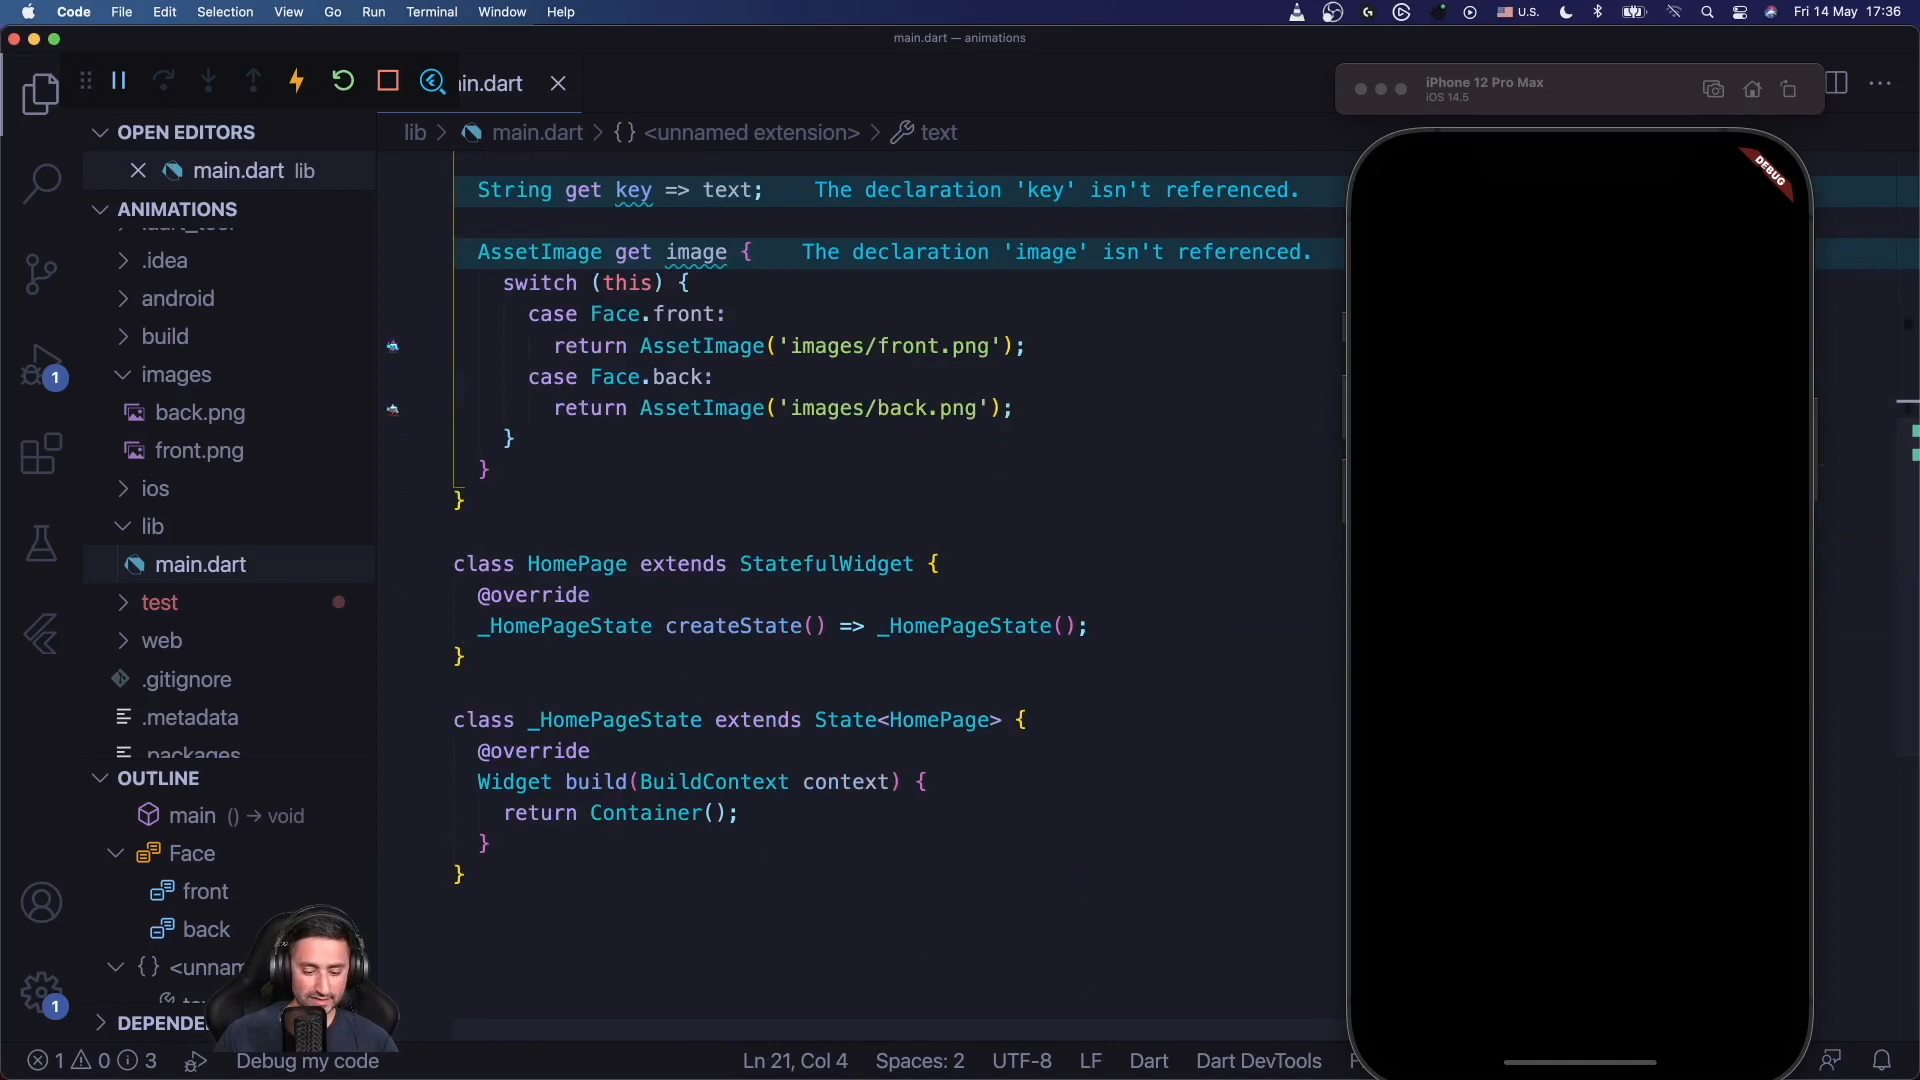 Code File Edit Selection View Go Run Terminal Window Help
U.S. Fri 14 May 17:36
main.dart — animations
in.dart
iPhone 12 Pro Max
iOS 14.5
OPEN EDITORS
main.dart lib
ANIMATIONS
.idea
android
build
images
back.png
front.png
ios
lib
main.dart
test
web
.gitignore
.metadata
.packages
OUTLINE
main () → void
Face
front
back
{} <unnam
DEPENDE
1
1
lib > main.dart > {} <unnamed extension> > text
String get key => text; The declaration 'key' isn't referenced.
AssetImage get image { The declaration 'image' isn't referenced.
switch (this) {
case Face.front:
return AssetImage('images/front.png');
case Face.back:
return AssetImage('images/back.png');
}
}
}
class HomePage extends StatefulWidget {
@override
_HomePageState createState() => _HomePageState();
}
class _HomePageState extends State<HomePage> {
@override
Widget build(BuildContext context) {
return Container();
}
}
DEBUG
1 0 3 Debug my code Ln 21, Col 4 Spaces: 2 UTF-8 LF Dart Dart DevTools